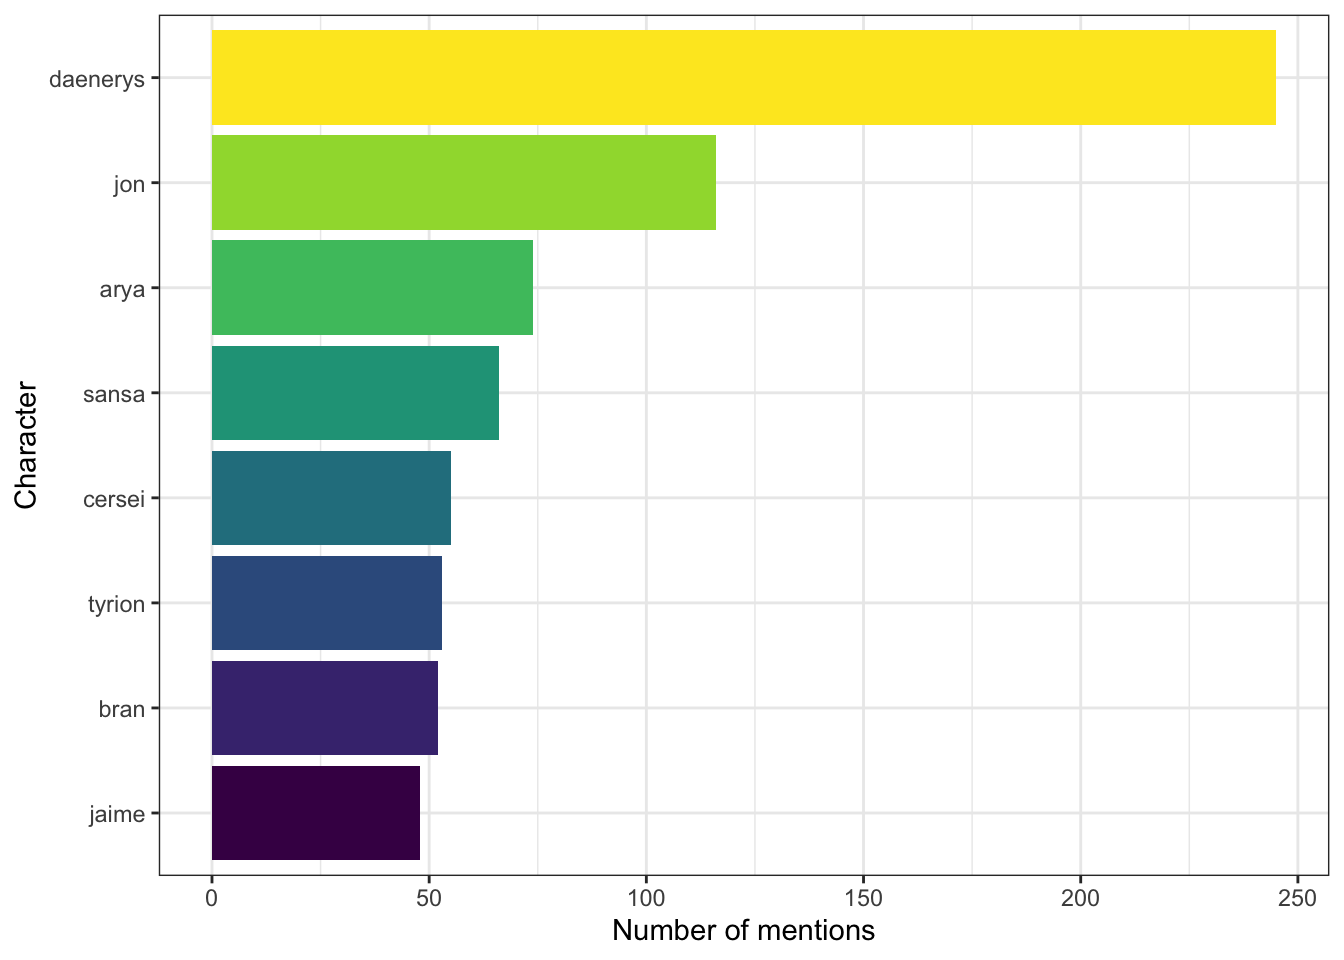 daenerys
jon
arya
sansa
cersei
tyrion
bran
jaime
Character
0 50 100 150 200 250
Number of mentions